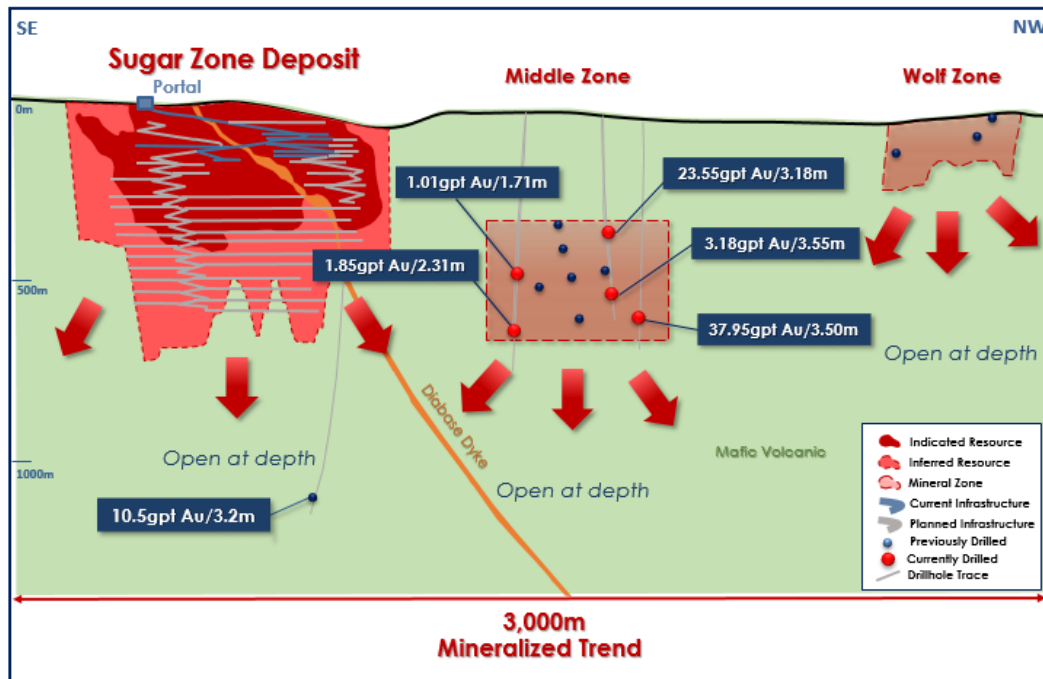 SE
NW
Sugar Zone Deposit
Portal
Middle Zone
Wolf Zone
0m
1.01gpt Au/1.71m
23.55gpt Au/3.18m
3.18gpt Au/3.55m
1.85gpt Au/2.31m
500m
37.95gpt Au/3.50m
Open at depth
Diabase Dyke
Mafic Volcanic
Open at depth
1000m
Open at depth
10.5gpt Au/3.2m
Indicated Resource
Inferred Resource
Mineral Zone
Current Infrastructure
Planned Infrastructure
Previously Drilled
Currently Drilled
Drillhole Trace
3,000m
Mineralized Trend